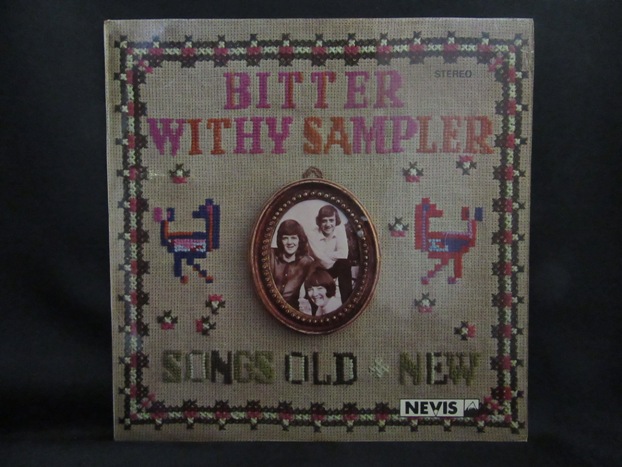 STEREO
BITTER
WITHY SAMPLER
SONGS OLD * NEW
NEVIS